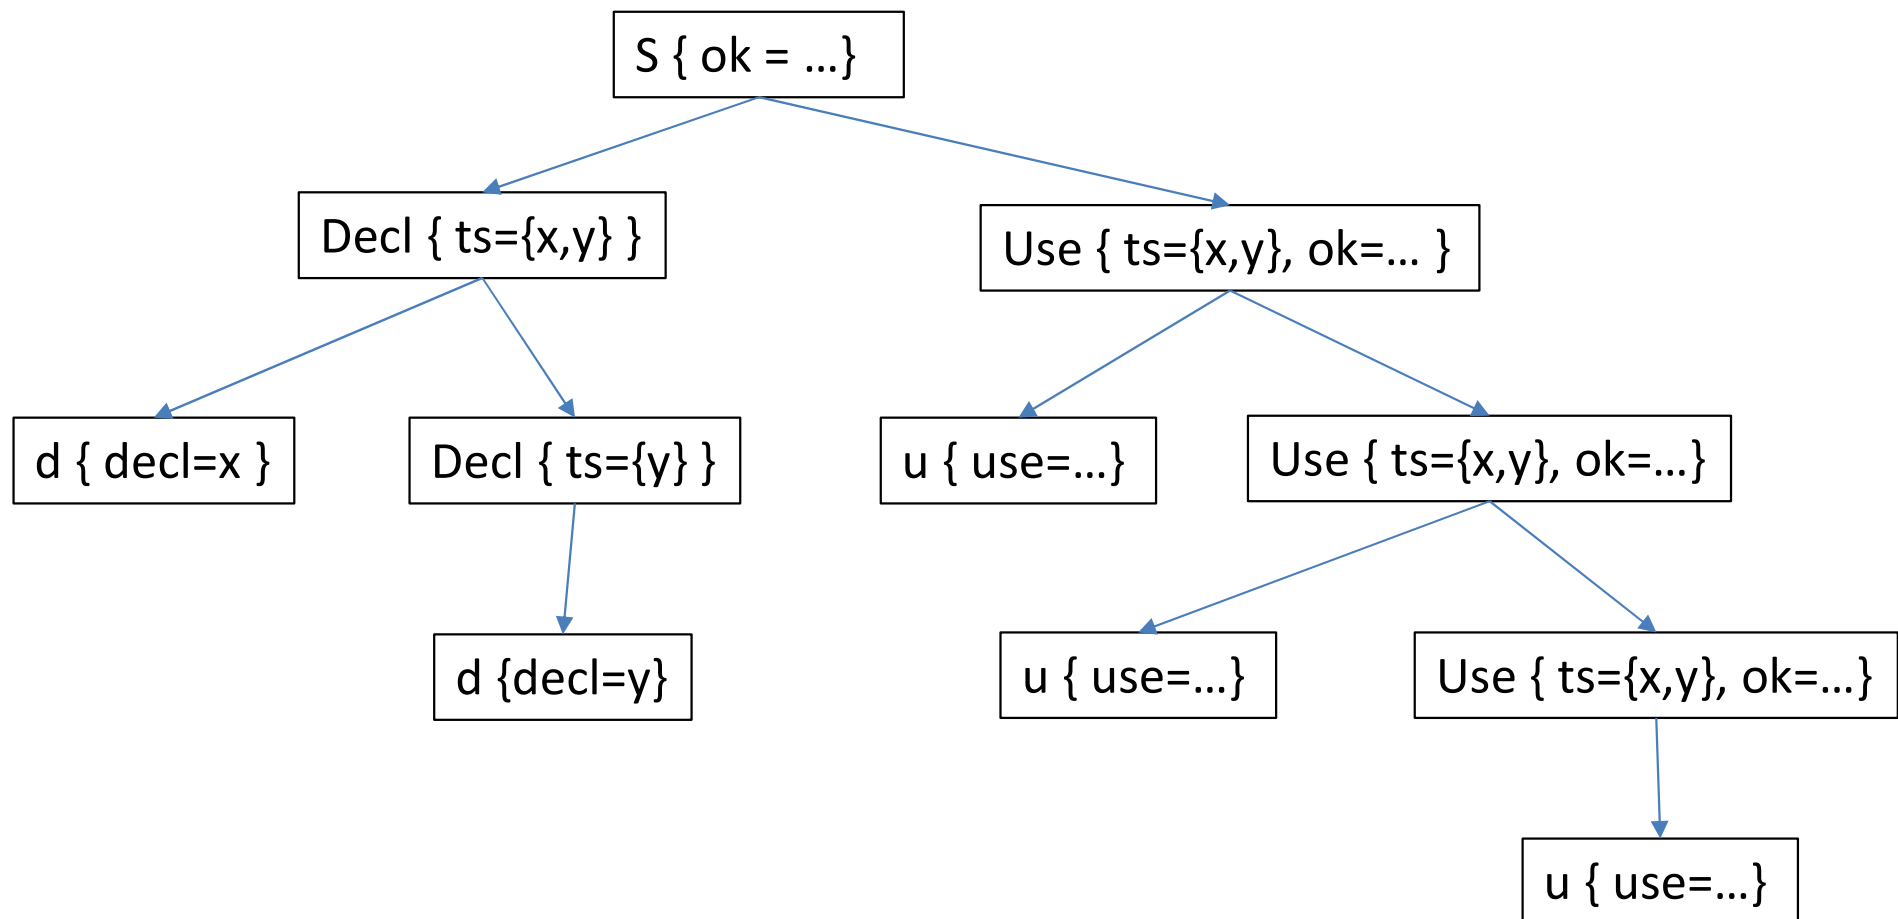 S { ok = ...}
Decl { ts={x,y} }
Use { ts={x,y}, ok=... }
d { decl=x }
Decl { ts={y} }
u { use=...}
Use { ts={x,y}, ok=...}
d {decl=y}
u { use=...}
Use { ts={x,y}, ok=...}
u { use=...}